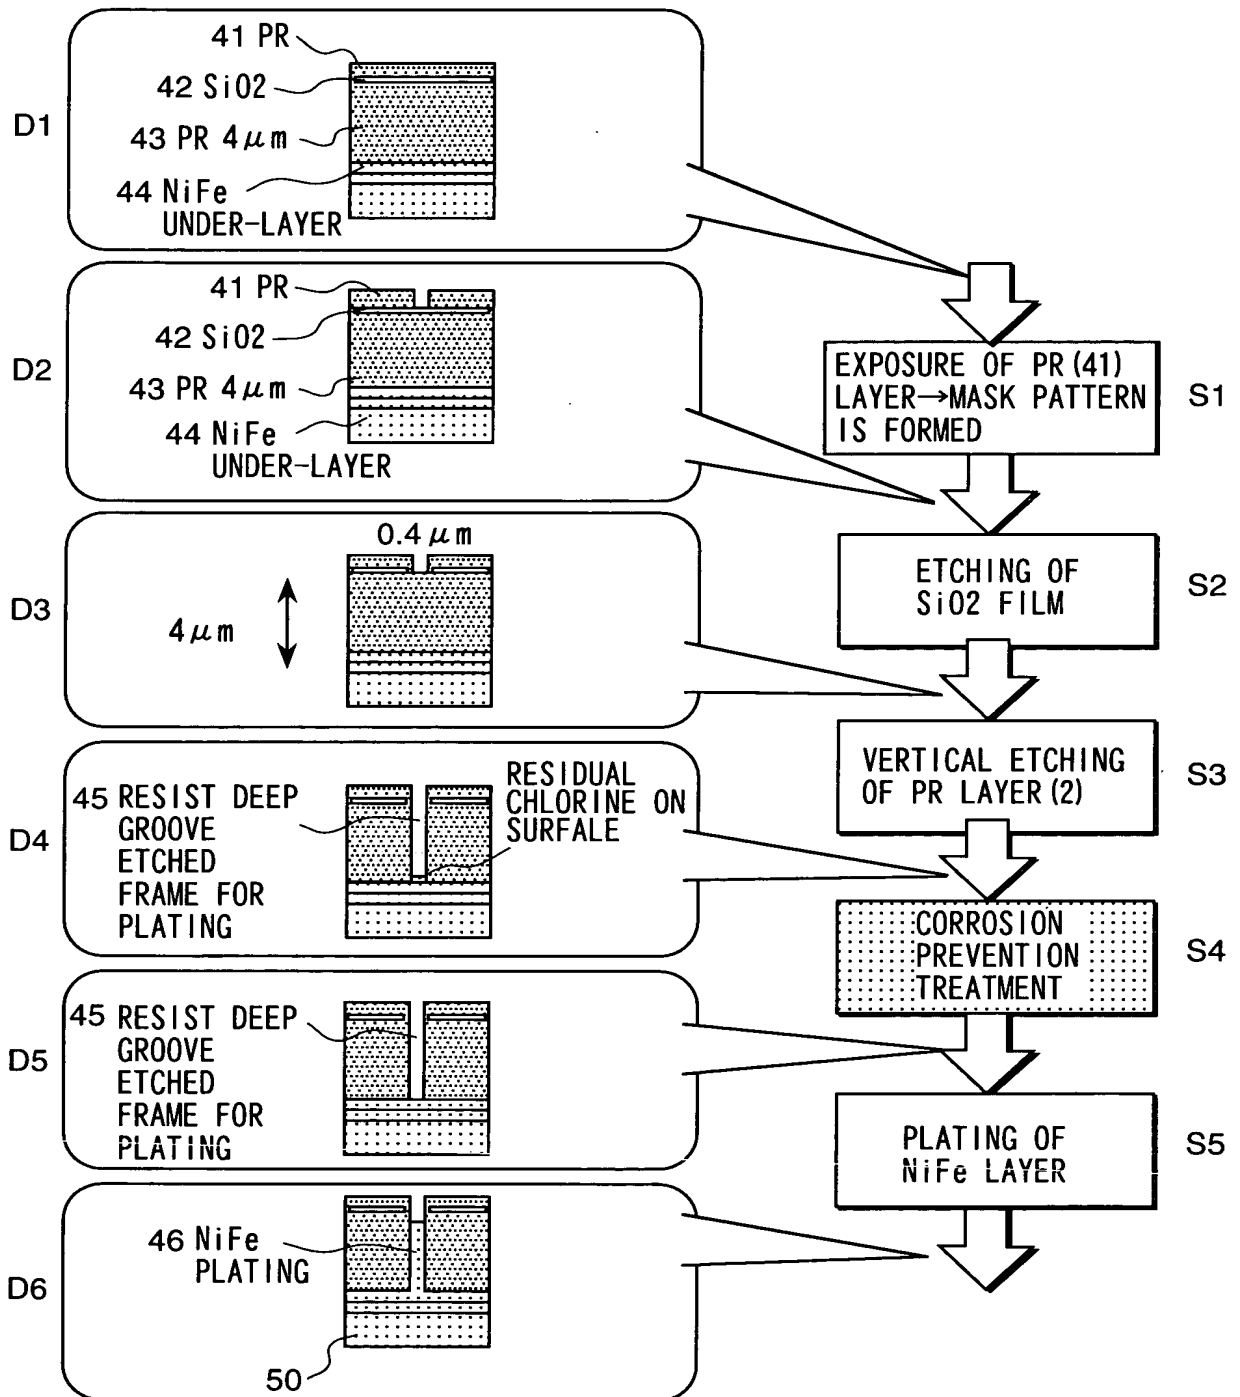 D1
41 PR
42 SiO2
43 PR 4μm
44 NiFe
UNDER-LAYER
D2
41 PR
42 SiO2
43 PR 4μm
44 NiFe
UNDER-LAYER
EXPOSURE OF PR(41)
LAYER→MASK PATTERN
IS FORMED
S1
D3
0.4μm
4μm
ETCHING OF
SiO2 FILM
S2
D4
45 RESIST DEEP
GROOVE
ETCHED
FRAME FOR
PLATING
RESIDUAL
CHLORINE ON
SURFALE
VERTICAL ETCHING
OF PR LAYER(2)
S3
D5
45 RESIST DEEP
GROOVE
ETCHED
FRAME FOR
PLATING
CORROSION
PREVENTION
TREATMENT
S4
D6
46 NiFe
PLATING
50
PLATING OF
NiFe LAYER
S5